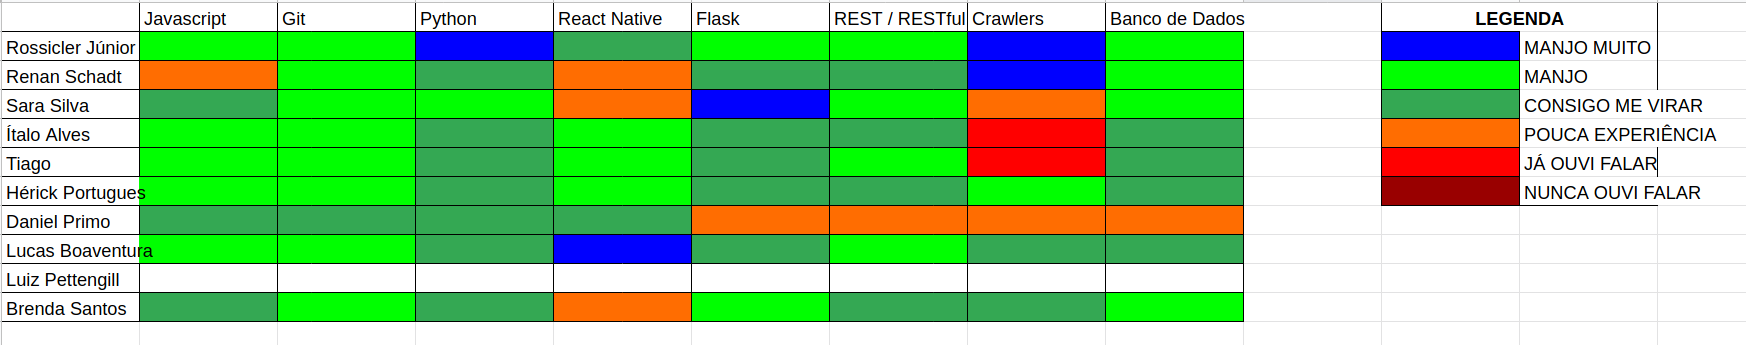 Javascript Git Python React Native Flask REST / RESTful Crawlers Banco de Dados LEGENDA
Rossicler Júnior MANJO MUITO
Renan Schadt MANJO
Sara Silva CONSIGO ME VIRAR
Ítalo Alves POUCA EXPERIÊNCIA
Tiago JÁ OUVI FALAR
Hérick Portugues NUNCA OUVI FALAR
Daniel Primo
Lucas Boaventura
Luiz Pettengill
Brenda Santos